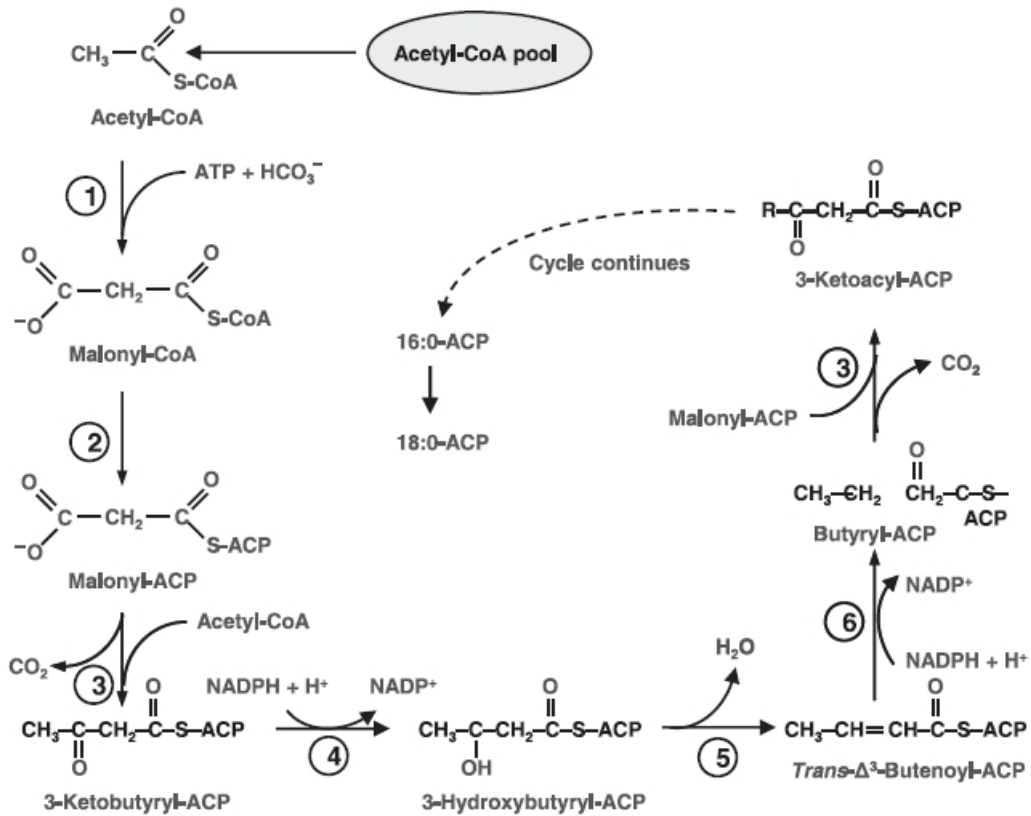 O
CH₃ — C
S-CoA
Acetyl-CoA
Acetyl-CoA pool
1
ATP + HCO₃⁻
O
O
C — CH₂ — C
⁻O
S-CoA
Malonyl-CoA
2
O
O
C — CH₂ — C
⁻O
S-ACP
Malonyl-ACP
CO₂
3
Acetyl-CoA
O
CH₃-C-CH₂-C-S-ACP
O
3-Ketobutyryl-ACP
NADPH + H⁺
NADP⁺
4
O
CH₃-C-CH₂-C-S-ACP
OH
3-Hydroxybutyryl-ACP
H₂O
5
O
CH₃-CH=CH-C-S-ACP
Trans-Δ³-Butenoyl-ACP
6
NADPH + H⁺
NADP⁺
O
CH₃-CH₂ CH₂-C-S-
ACP
Butyryl-ACP
Malonyl-ACP
3
CO₂
O
R-C-CH₂-C-S-ACP
O
3-Ketoacyl-ACP
Cycle continues
16:0-ACP
18:0-ACP